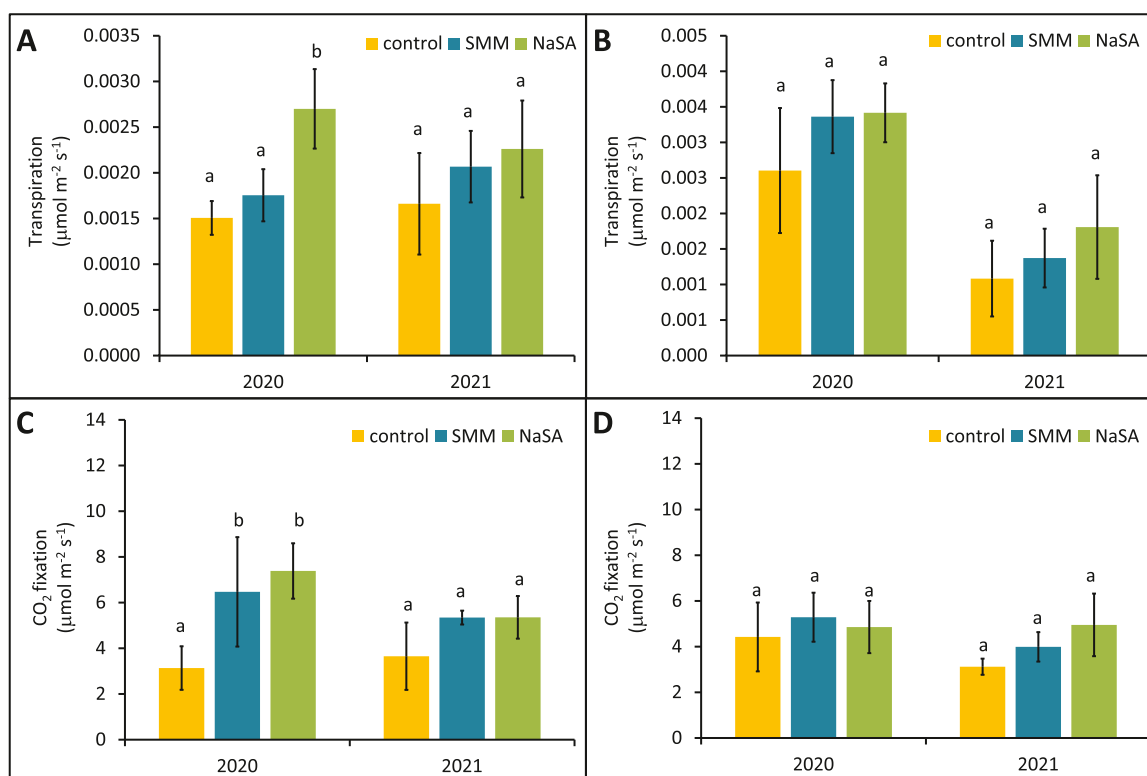 A
control SMM NaSA
Transpiration
(μmol m⁻² s⁻¹)
0.0035
0.0030
0.0025
0.0020
0.0015
0.0010
0.0005
0.0000
a
a
b
a
a
a
2020
2021
B
control SMM NaSA
Transpiration
(μmol m⁻² s⁻¹)
0.005
0.004
0.004
0.003
0.003
0.002
0.002
0.001
0.001
0.000
a
a
a
a
a
a
2020
2021
C
control SMM NaSA
CO₂ fixation
(μmol m⁻² s⁻¹)
14
12
10
8
6
4
2
0
a
b
b
a
a
a
2020
2021
D
control SMM NaSA
CO₂ fixation
(μmol m⁻² s⁻¹)
14
12
10
8
6
4
2
0
a
a
a
a
a
a
2020
2021